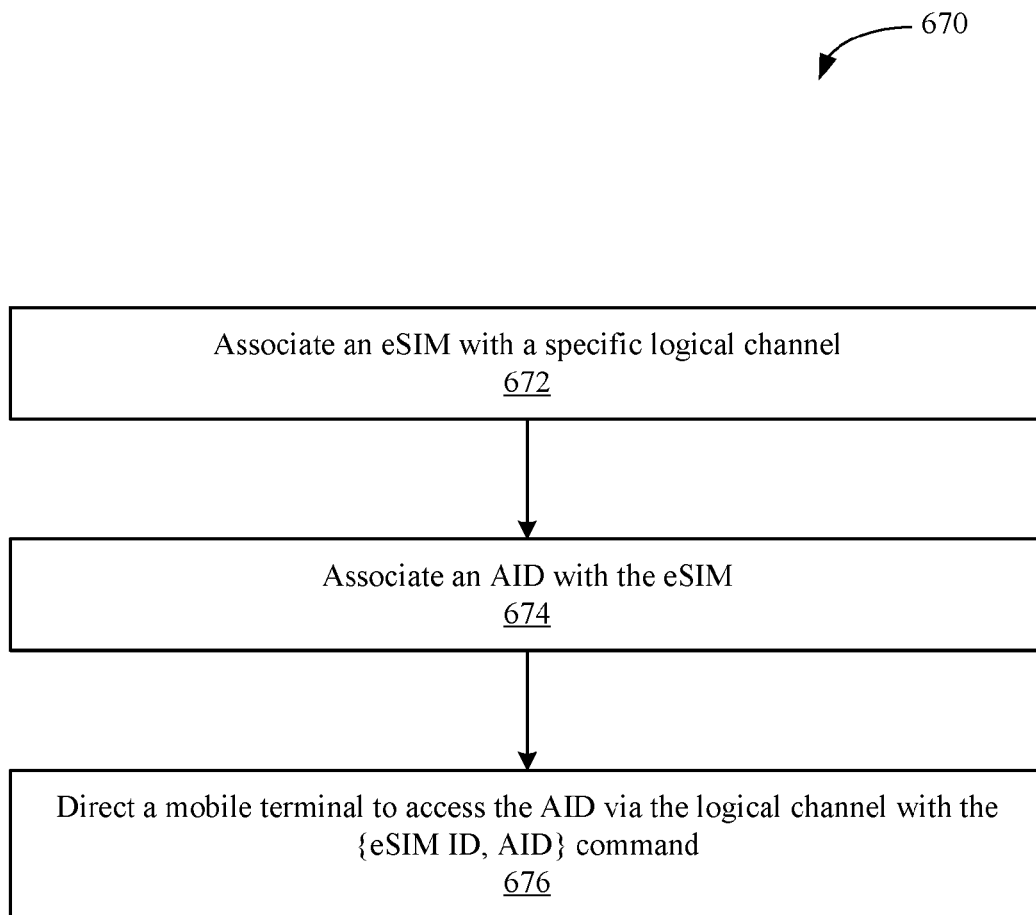 670
Associate an eSIM with a specific logical channel
672
Associate an AID with the eSIM
674
Direct a mobile terminal to access the AID via the logical channel with the
{eSIM ID, AID} command
676